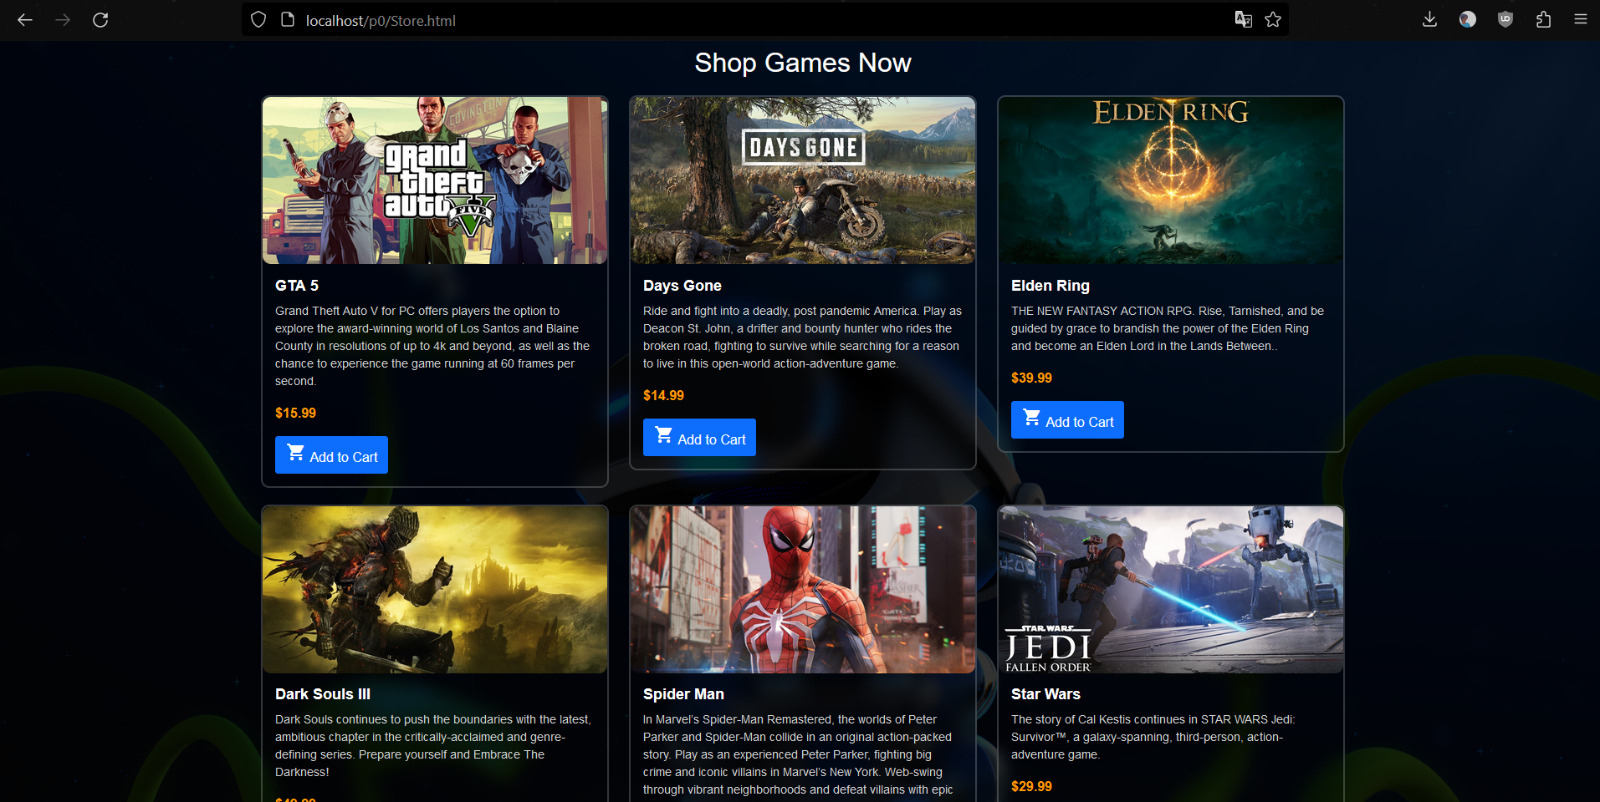 localhost/p0/Store.html
Shop Games Now
COVINGTON
grand
theft
auto
V
FIVE
DAYS GONE
ELDEN RING
GTA 5
Grand Theft Auto V for PC offers players the option to
explore the award-winning world of Los Santos and Blaine
County in resolutions of up to 4k and beyond, as well as the
chance to experience the game running at 60 frames per
second.
$15.99
Add to Cart
Days Gone
Ride and fight into a deadly, post pandemic America. Play as
Deacon St. John, a drifter and bounty hunter who rides the
broken road, fighting to survive while searching for a reason
to live in this open-world action-adventure game.
$14.99
Add to Cart
Elden Ring
THE NEW FANTASY ACTION RPG. Rise, Tarnished, and be
guided by grace to brandish the power of the Elden Ring
and become an Elden Lord in the Lands Between..
$39.99
Add to Cart
STAR WARS
JEDI
FALLEN ORDER
Dark Souls III
Dark Souls continues to push the boundaries with the latest,
ambitious chapter in the critically-acclaimed and genre-
defining series. Prepare yourself and Embrace The
Darkness!
Spider Man
In Marvel's Spider-Man Remastered, the worlds of Peter
Parker and Spider-Man collide in an original action-packed
story. Play as an experienced Peter Parker, fighting big
crime and iconic villains in Marvel's New York. Web-swing
through vibrant neighborhoods and defeat villains with epic
Star Wars
The story of Cal Kestis continues in STAR WARS Jedi:
Survivor™, a galaxy-spanning, third-person, action-
adventure game.
$29.99